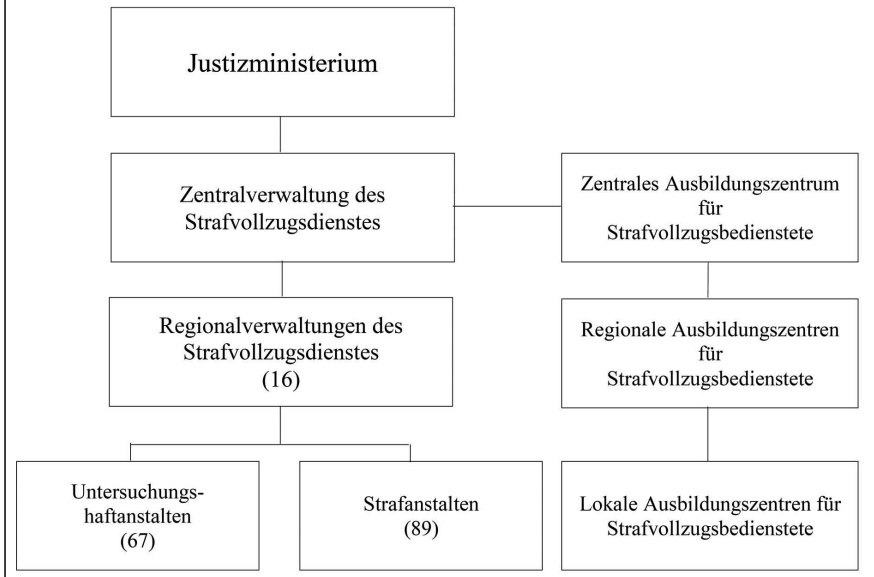 Justizministerium
Zentralverwaltung des
Strafvollzugsdienstes
Zentrales Ausbildungszentrum
für
Strafvollzugsbedienstete
Regionalverwaltungen des
Strafvollzugsdienstes
(16)
Regionale Ausbildungszentren
für
Strafvollzugsbedienstete
Untersuchungs-
haftanstalten
(67)
Strafanstalten
(89)
Lokale Ausbildungszentren für
Strafvollzugsbedienstete